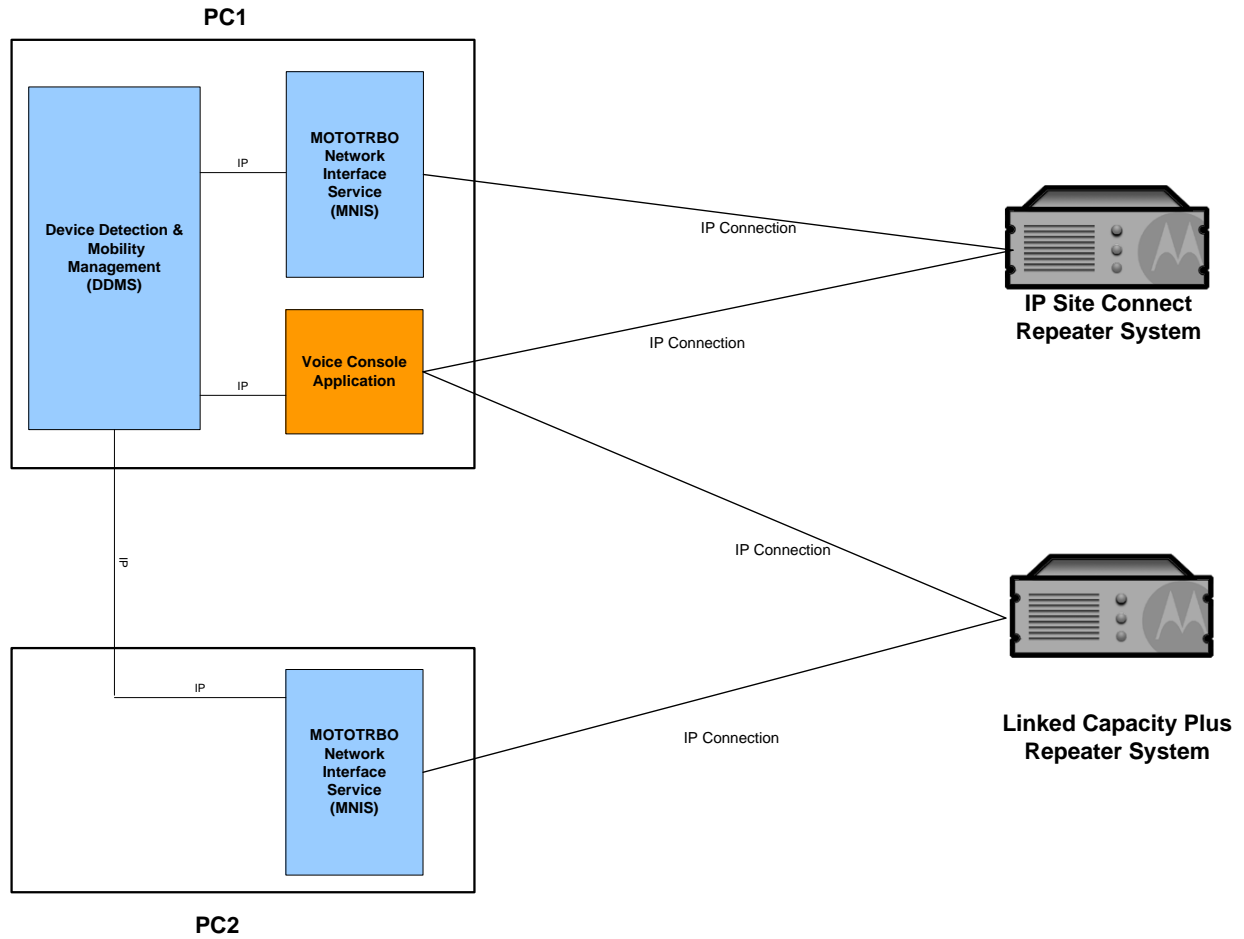 PC1
Device Detection &
Mobility
Management
(DDMS)
IP
MOTOTRBO
Network
Interface
Service
(MNIS)
IP
Voice Console
Application
IP Connection
IP Connection
IP Site Connect
Repeater System
IP Connection
IP
IP
MOTOTRBO
Network
Interface
Service
(MNIS)
IP Connection
Linked Capacity Plus
Repeater System
PC2